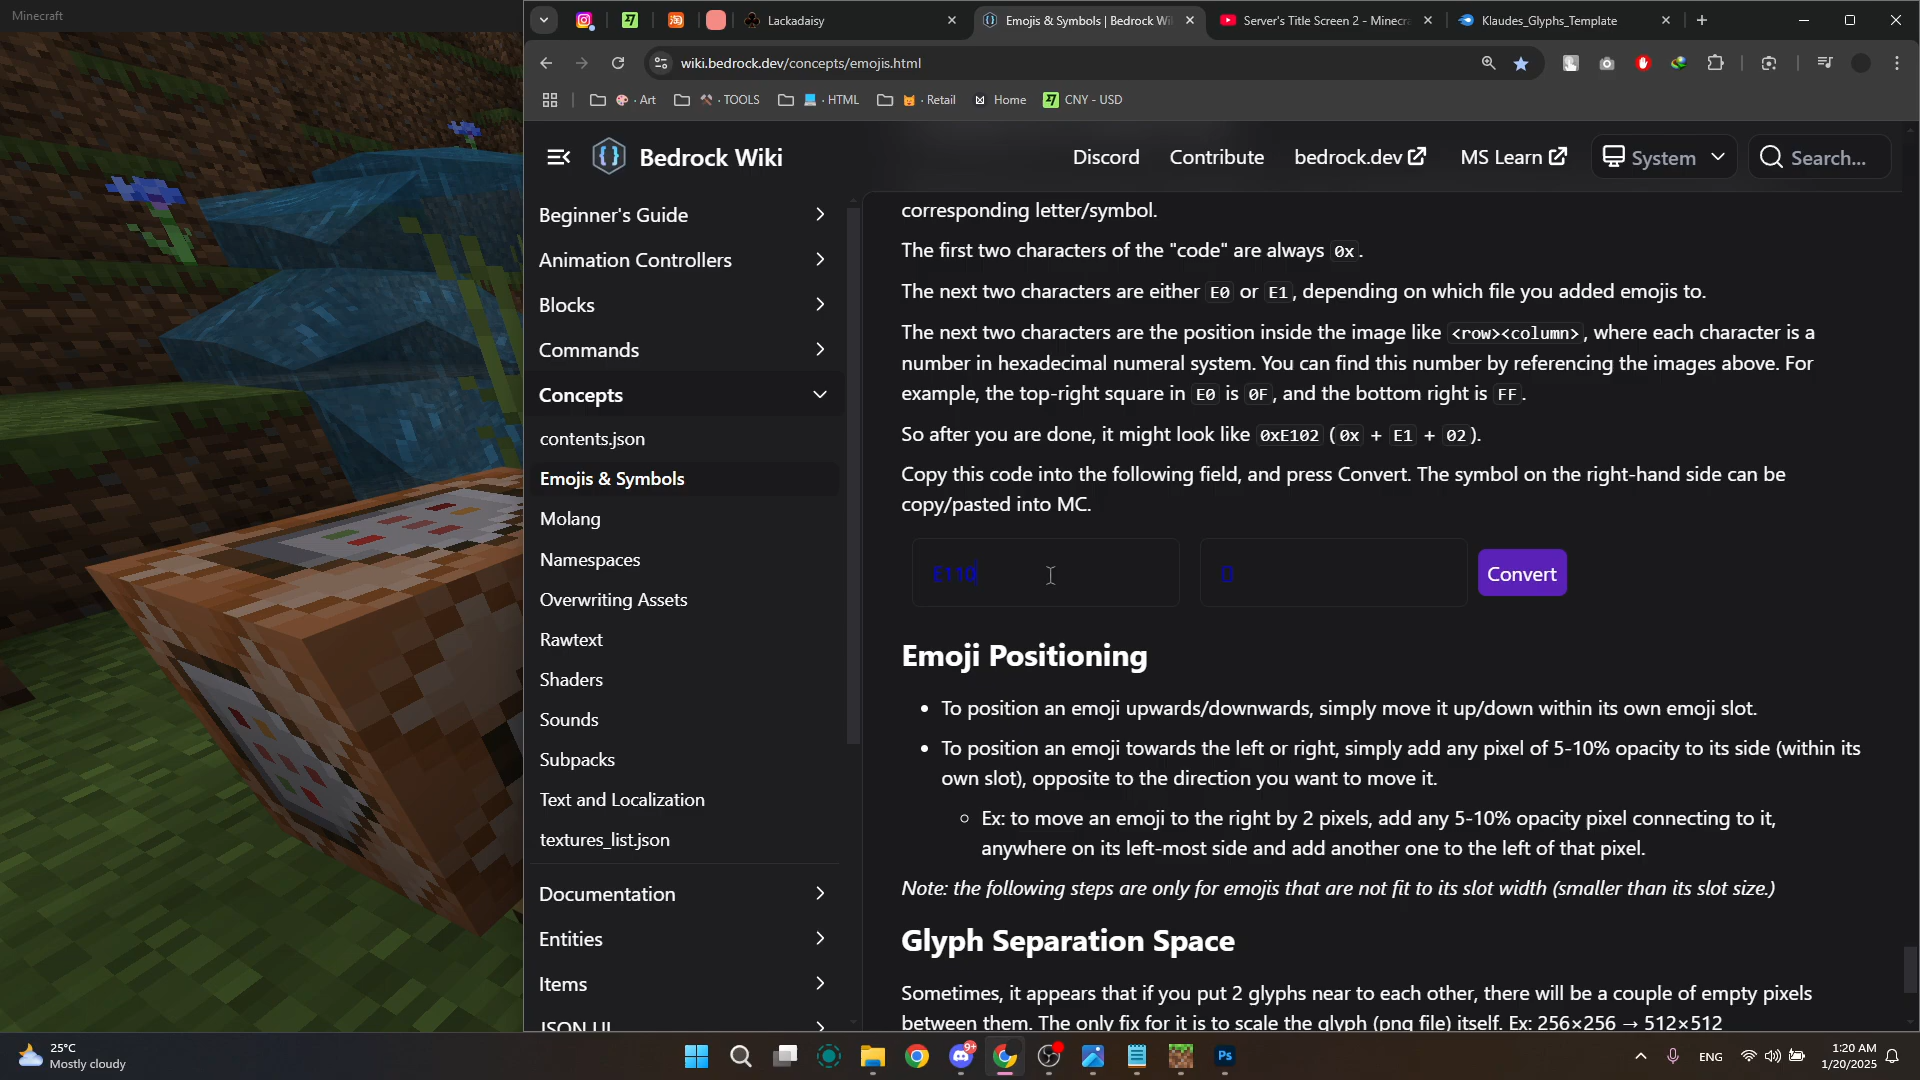 Minecraft
Lackadaisy
Emojis & Symbols | Bedrock Wi
Server's Title Screen 2 - Minecr
Klaudes_Glyphs_Template
wiki.bedrock.dev/concepts/emojis.html
· Art
· TOOLS
· HTML
· Retail
Home
CNY - USD
Bedrock Wiki
Discord
Contribute
bedrock.dev
MS Learn
System
Search...
Beginner's Guide
Animation Controllers
Blocks
Commands
Concepts
contents.json
Emojis & Symbols
Molang
Namespaces
Overwriting Assets
Rawtext
Shaders
Sounds
Subpacks
Text and Localization
textures_list.json
Documentation
Entities
Items
JSON UI
corresponding letter/symbol.
The first two characters of the "code" are always 0x.
The next two characters are either E0 or E1, depending on which file you added emojis to.
The next two characters are the position inside the image like <row><column>, where each character is a
number in hexadecimal numeral system. You can find this number by referencing the images above. For
example, the top-right square in E0 is 0F, and the bottom right is FF.
So after you are done, it might look like 0xE102 (0x + E1 + 02).
Copy this code into the following field, and press Convert. The symbol on the right-hand side can be
copy/pasted into MC.
E110
Convert
Emoji Positioning
• To position an emoji upwards/downwards, simply move it up/down within its own emoji slot.
• To position an emoji towards the left or right, simply add any pixel of 5-10% opacity to its side (within its
own slot), opposite to the direction you want to move it.
Ex: to move an emoji to the right by 2 pixels, add any 5-10% opacity pixel connecting to it,
anywhere on its left-most side and add another one to the left of that pixel.
Note: the following steps are only for emojis that are not fit to its slot width (smaller than its slot size.)
Glyph Separation Space
Sometimes, it appears that if you put 2 glyphs near to each other, there will be a couple of empty pixels
between them. The only fix for it is to scale the glyph (png file) itself. Ex: 256×256 → 512×512
25°C
Mostly cloudy
9+
Ps
ENG
1:20 AM
1/20/2025